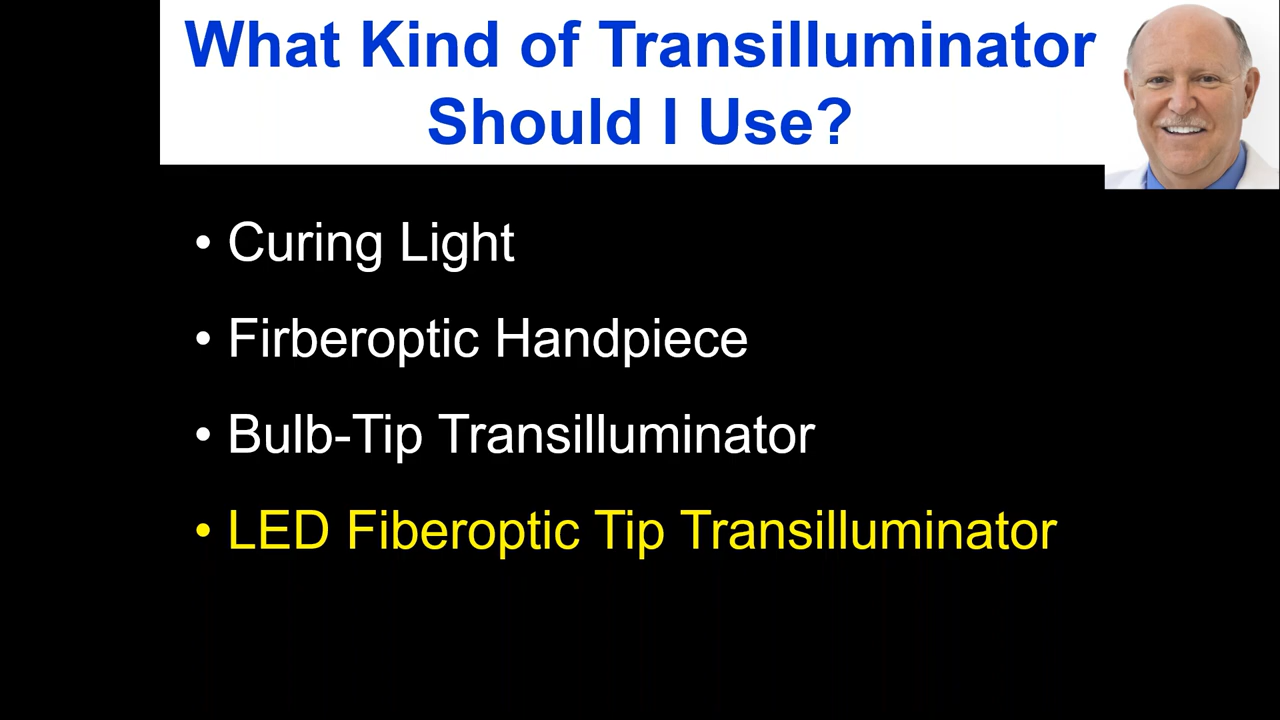 What Kind of Transilluminator
Should I Use?
• Curing Light
• Firberoptic Handpiece
• Bulb-Tip Transilluminator
• LED Fiberoptic Tip Transilluminator